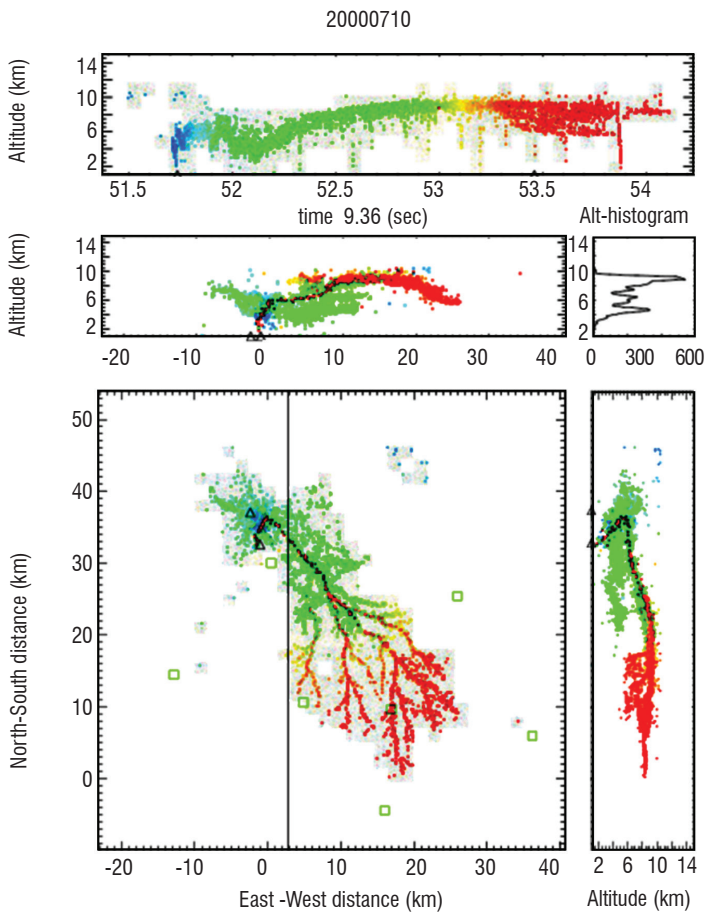 20000710
Altitude (km)
14
10
6
2
51.5 52 52.5 53 53.5 54
time 9.36 (sec)
Alt-histogram
Altitude (km)
14
10
6
2
-20 -10 0 10 20 30 40
14
10
6
2
0 300 600
North-South distance (km)
50
40
30
20
10
0
-20 -10 0 10 20 30 40
East -West distance (km)
2 6 10 14
Altitude (km)